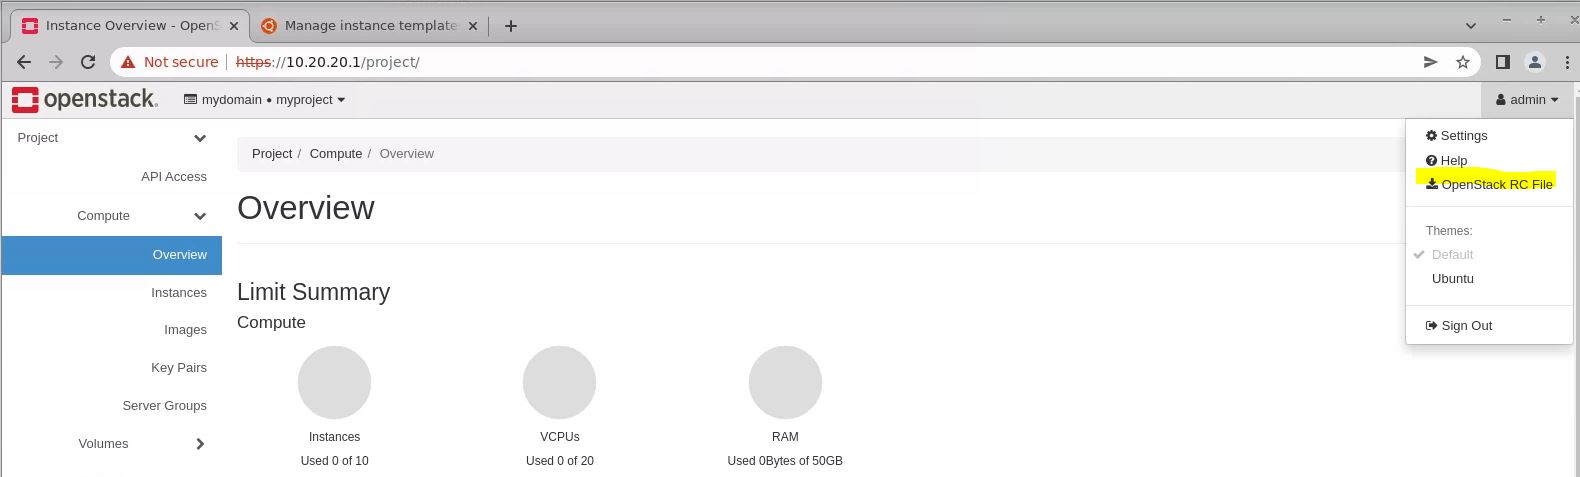 Instance Overview - OpenS
Manage instance template
Not secure https://10.20.20.1/project/
openstack.
mydomain • myproject
admin
Project
API Access
Compute
Overview
Instances
Images
Key Pairs
Server Groups
Volumes
Project / Compute / Overview
Overview
Limit Summary
Compute
Instances
Used 0 of 10
VCPUs
Used 0 of 20
RAM
Used 0Bytes of 50GB
Settings
Help
OpenStack RC File
Themes:
Default
Ubuntu
Sign Out